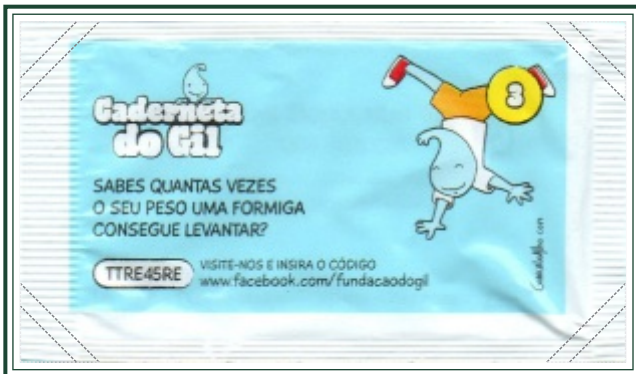 Caderneta
do Gil
3
SABES QUANTAS VEZES
O SEU PESO UMA FORMIGA
CONSEGUE LEVANTAR?
TTRE45RE
VISITE-NOS E INSIRA O CÓDIGO
www.facebook.com/fundacaodogil